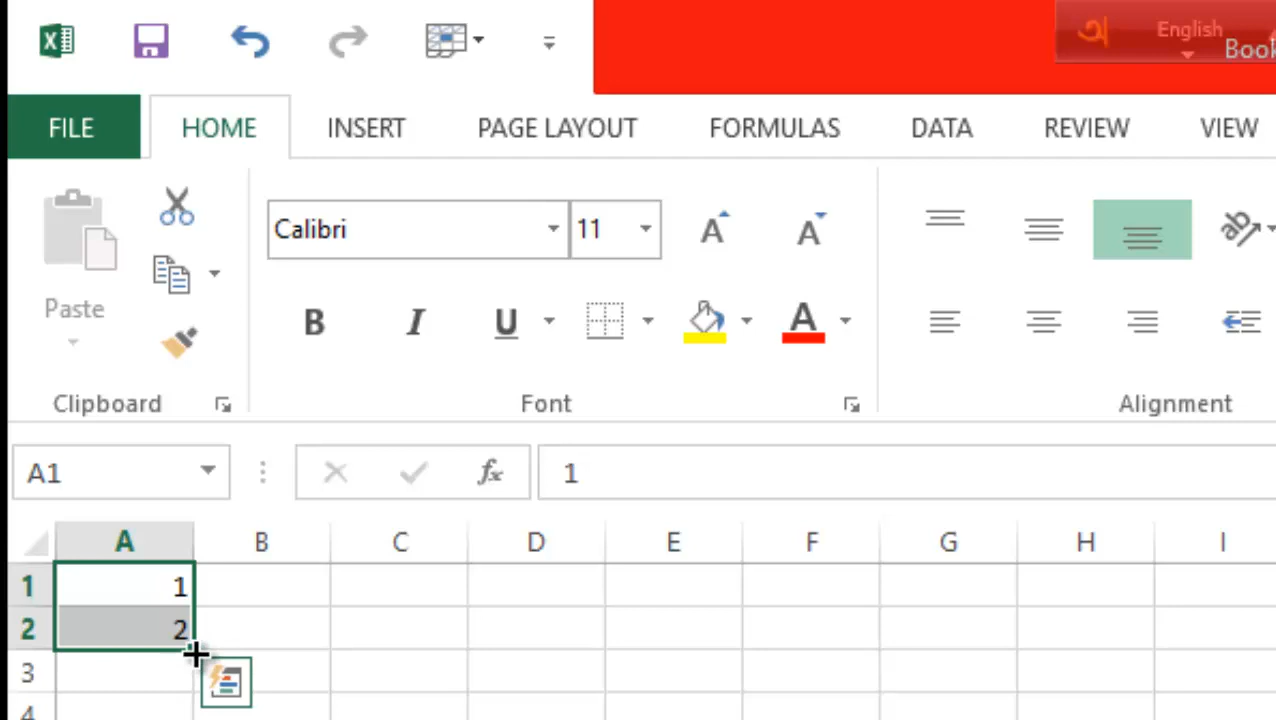 অ English
Book
FILE HOME INSERT PAGE LAYOUT FORMULAS DATA REVIEW VIEW
Paste
Calibri 11 A A
B I U A
Clipboard Font Alignment
A1 fx 1
A B C D E F G H I
1 1
2 2
3
4